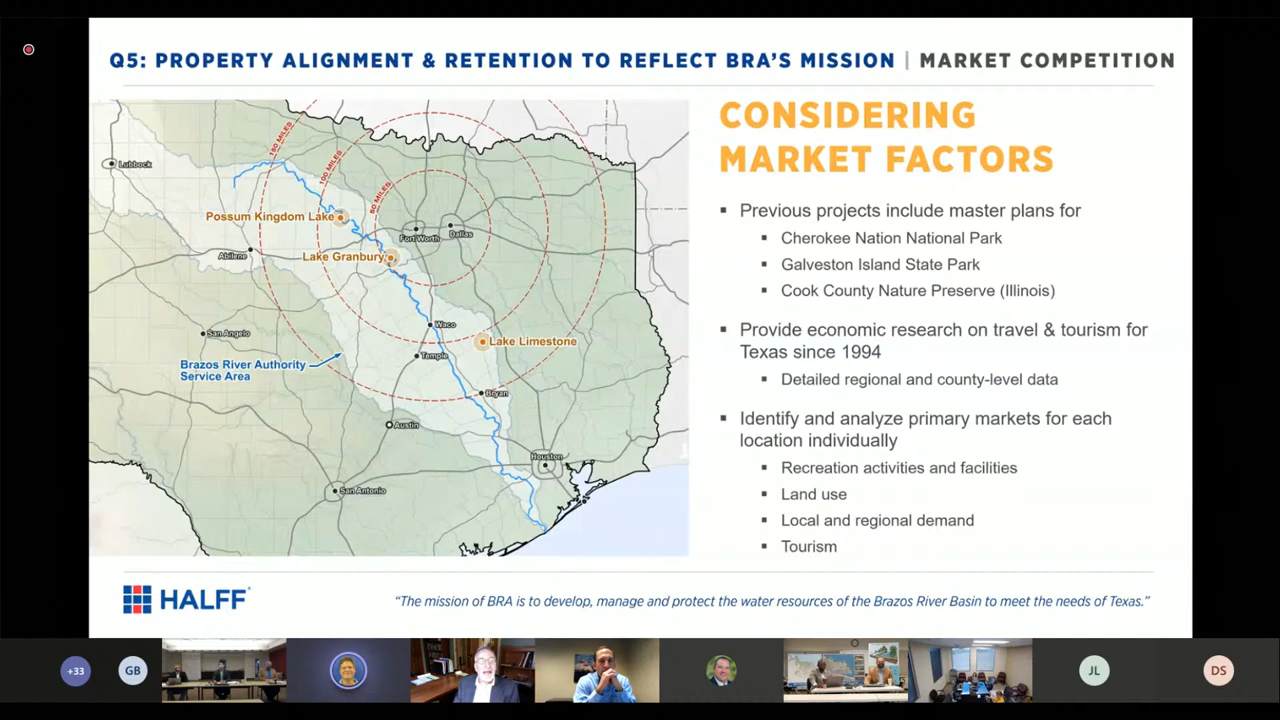 Q5: PROPERTY ALIGNMENT & RETENTION TO REFLECT BRA'S MISSION | MARKET COMPETITION
150 MILES
100 MILES
50 MILES
Lubbock
Possum Kingdom Lake
Fort Worth
Dallas
Abilene
Lake Granbury
Waco
San Angelo
Lake Limestone
Temple
Brazos River Authority
Service Area
Bryan
Austin
Houston
San Antonio
CONSIDERING
MARKET FACTORS
▪ Previous projects include master plans for
▪ Cherokee Nation National Park
▪ Galveston Island State Park
▪ Cook County Nature Preserve (Illinois)
▪ Provide economic research on travel & tourism for
Texas since 1994
▪ Detailed regional and county-level data
▪ Identify and analyze primary markets for each
location individually
▪ Recreation activities and facilities
▪ Land use
▪ Local and regional demand
▪ Tourism
HALFF
“The mission of BRA is to develop, manage and protect the water resources of the Brazos River Basin to meet the needs of Texas.”
+33
GB
JL
DS